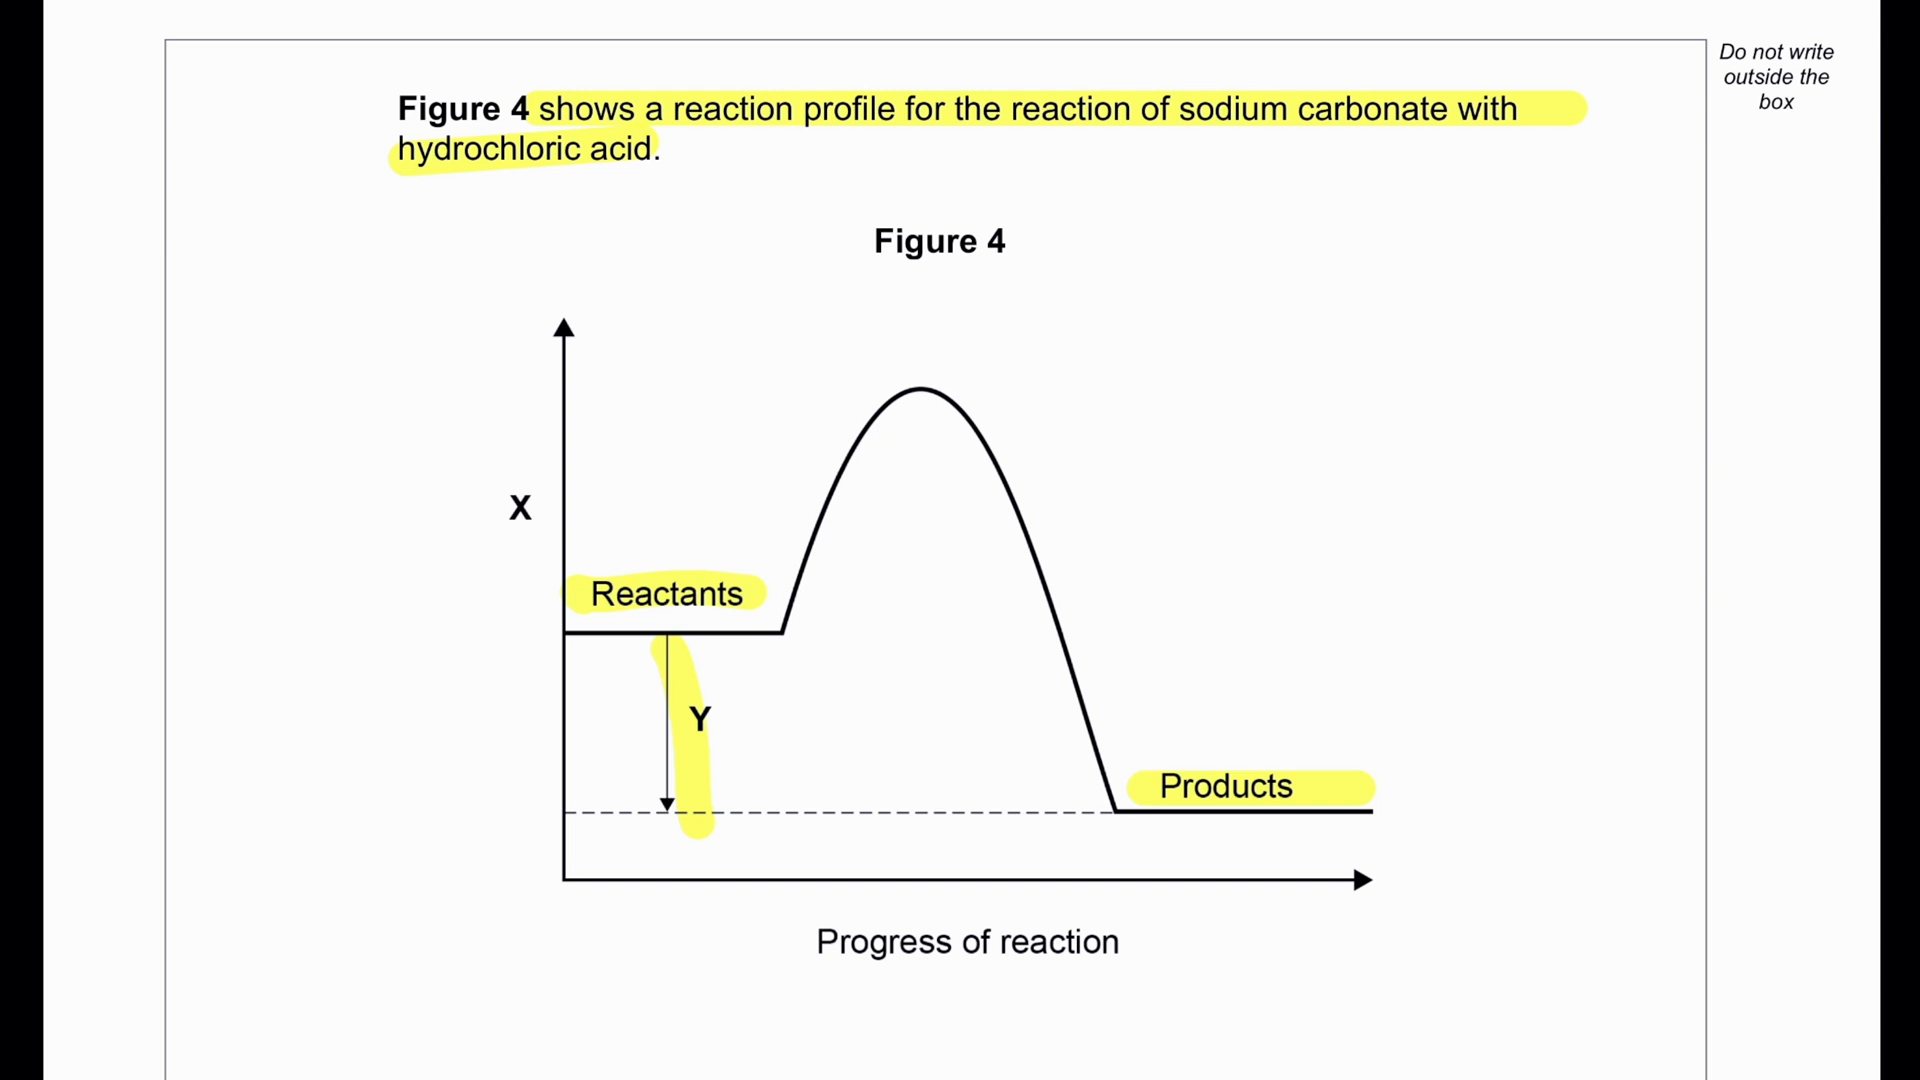 Do not write
outside the
box
Figure 4 shows a reaction profile for the reaction of sodium carbonate with
hydrochloric acid.
Figure 4
X
Reactants
Y
Products
Progress of reaction